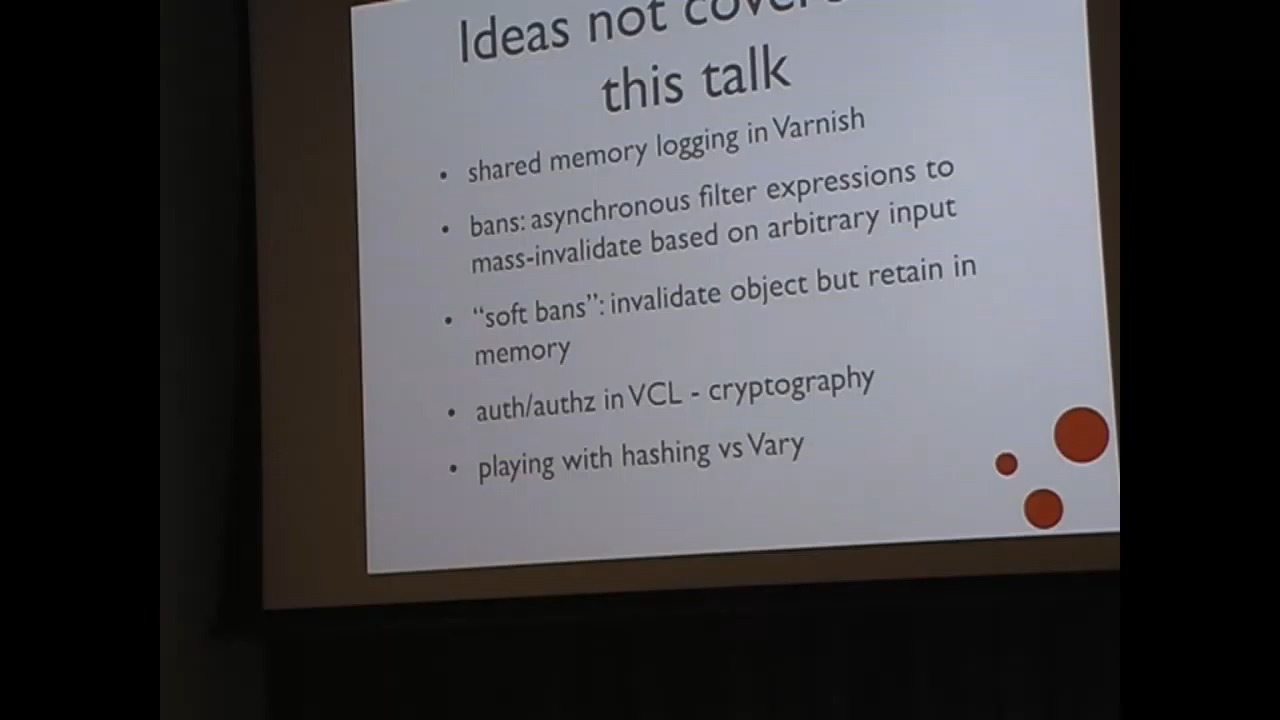 Ideas not
this talk
• shared memory logging in Varnish
• bans: asynchronous filter expressions to
mass-invalidate based on arbitrary input
• “soft bans”: invalidate object but retain in
memory
• auth/authz in VCL - cryptography
• playing with hashing vs Vary